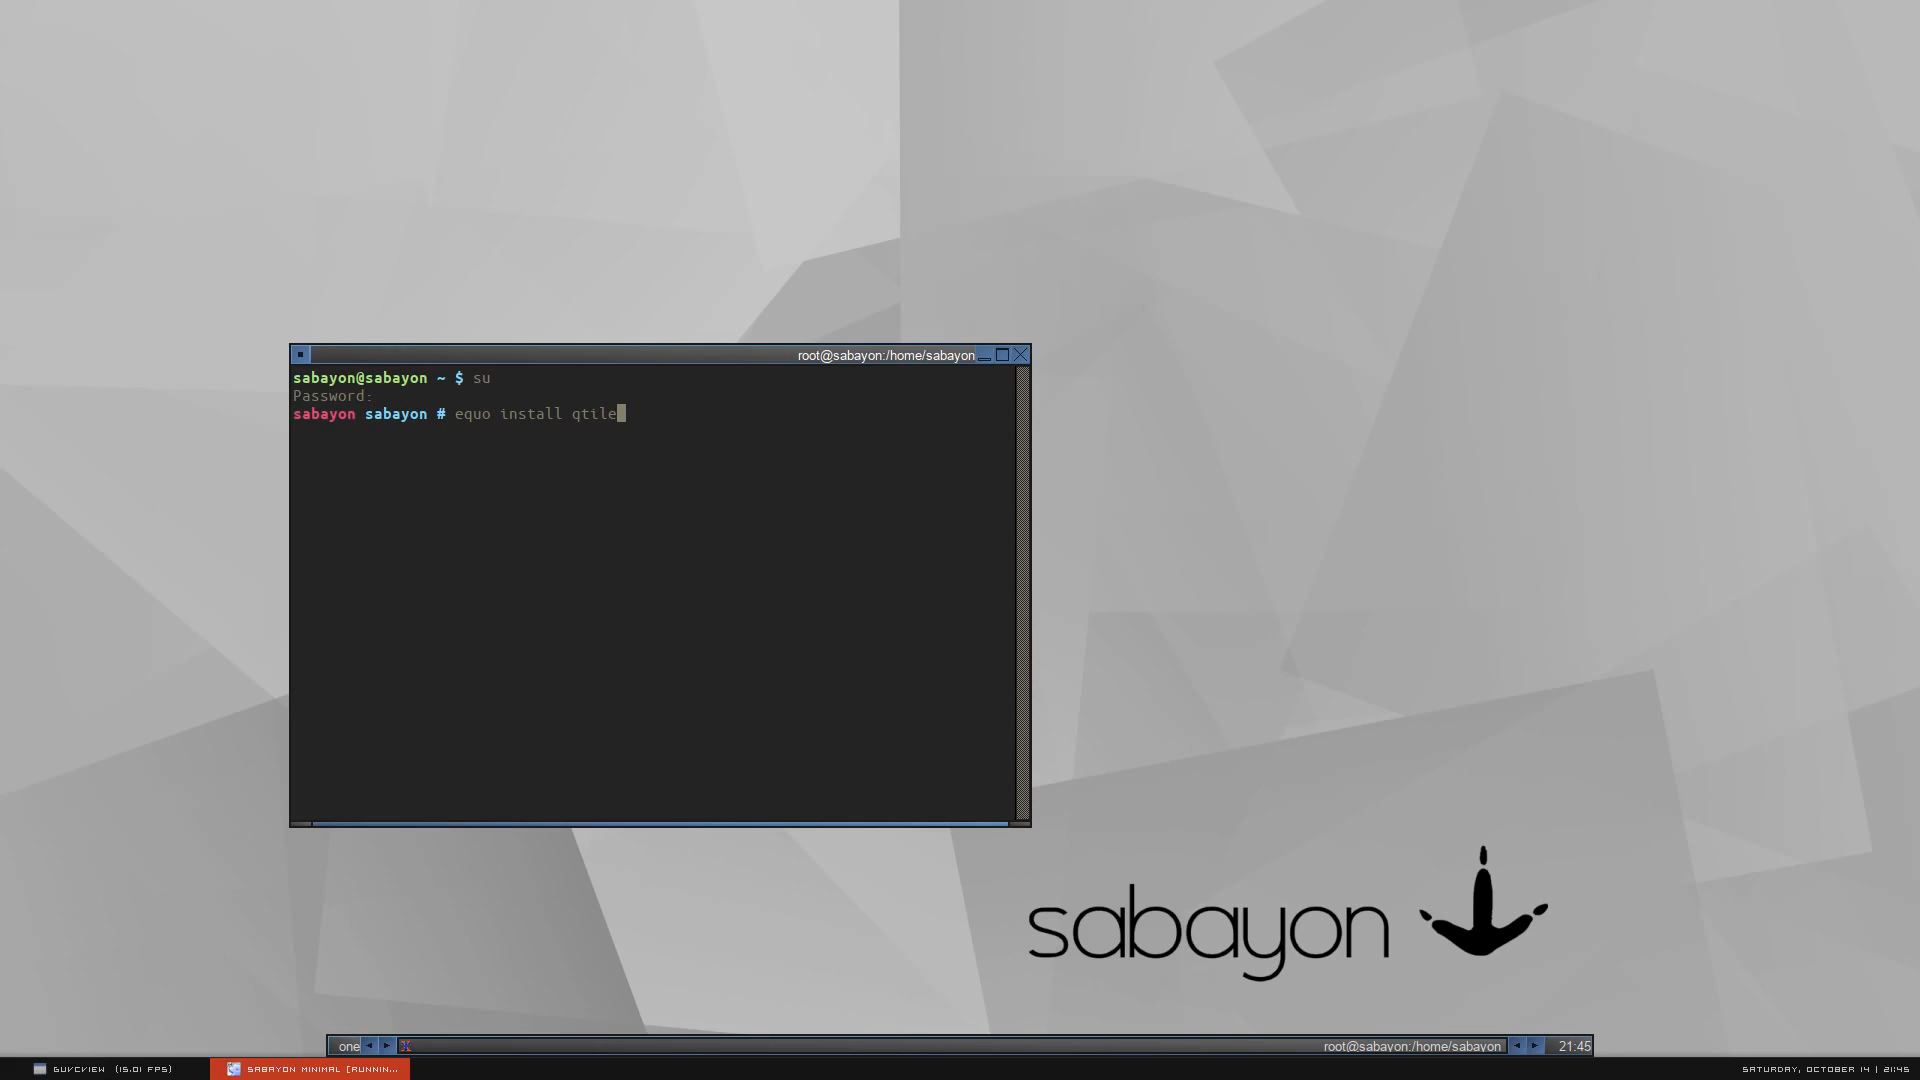 root@sabayon:/home/sabayon
sabayon@sabayon ~ $ su
Password:
sabayon sabayon # equo install qtile
sabayon
one
root@sabayon:/home/sabayon
21:45
GUVCVIEW (15.01 FPS)
SABAYON MINIMAL [RUNNIN...
SATURDAY, OCTOBER 14 | 21:45